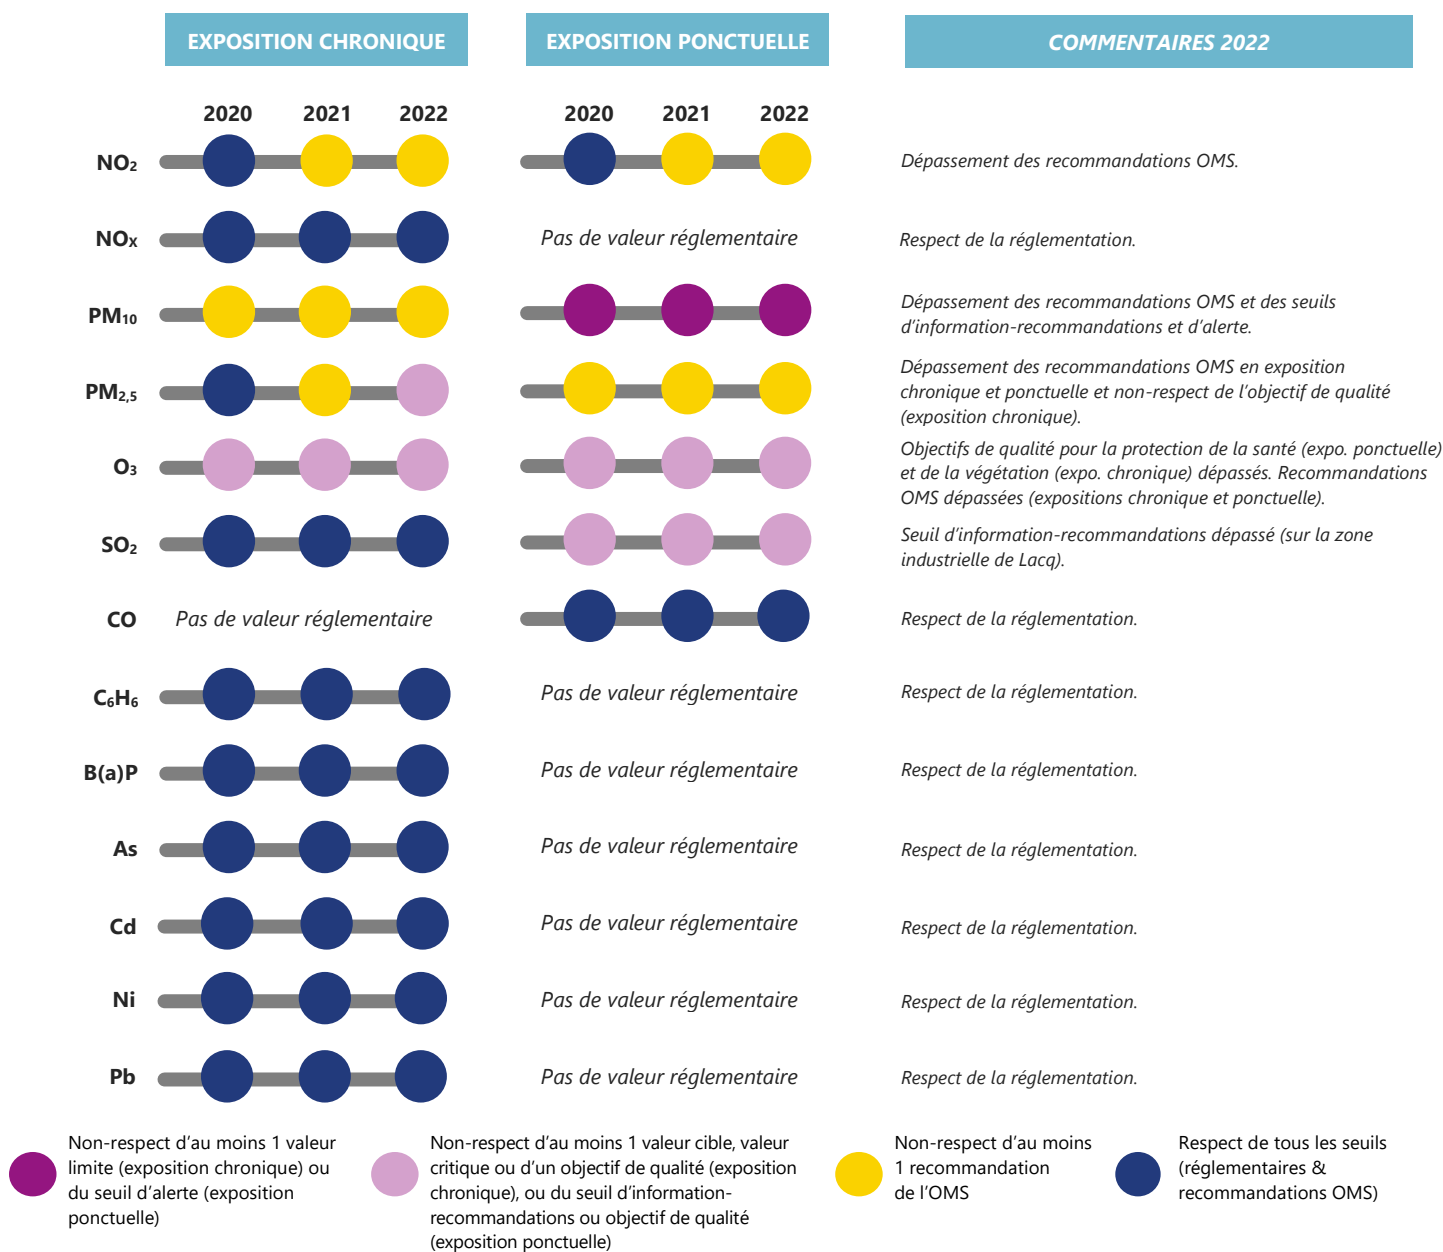 EXPOSITION CHRONIQUE
EXPOSITION PONCTUELLE
COMMENTAIRES 2022
2020 2021 2022
2020 2021 2022
NO2
Dépassement des recommandations OMS.
NOX
Pas de valeur réglementaire
Respect de la réglementation.
PM10
Dépassement des recommandations OMS et des seuils
d'information-recommandations et d'alerte.
PM2,5
Dépassement des recommandations OMS en exposition
chronique et ponctuelle et non-respect de l'objectif de qualité
(exposition chronique).
O3
Objectifs de qualité pour la protection de la santé (expo. ponctuelle)
et de la végétation (expo. chronique) dépassés. Recommandations
OMS dépassées (expositions chronique et ponctuelle).
SO2
Seuil d'information-recommandations dépassé (sur la zone
industrielle de Lacq).
CO
Pas de valeur réglementaire
Respect de la réglementation.
C6H6
Pas de valeur réglementaire
Respect de la réglementation.
B(a)P
Pas de valeur réglementaire
Respect de la réglementation.
As
Pas de valeur réglementaire
Respect de la réglementation.
Cd
Pas de valeur réglementaire
Respect de la réglementation.
Ni
Pas de valeur réglementaire
Respect de la réglementation.
Pb
Pas de valeur réglementaire
Respect de la réglementation.
Non-respect d'au moins 1 valeur
limite (exposition chronique) ou
du seuil d'alerte (exposition
ponctuelle)
Non-respect d'au moins 1 valeur cible, valeur
critique ou d'un objectif de qualité (exposition
chronique), ou du seuil d'information-
recommandations ou objectif de qualité
(exposition ponctuelle)
Non-respect d'au moins
1 recommandation
de l'OMS
Respect de tous les seuils
(réglementaires &
recommandations OMS)